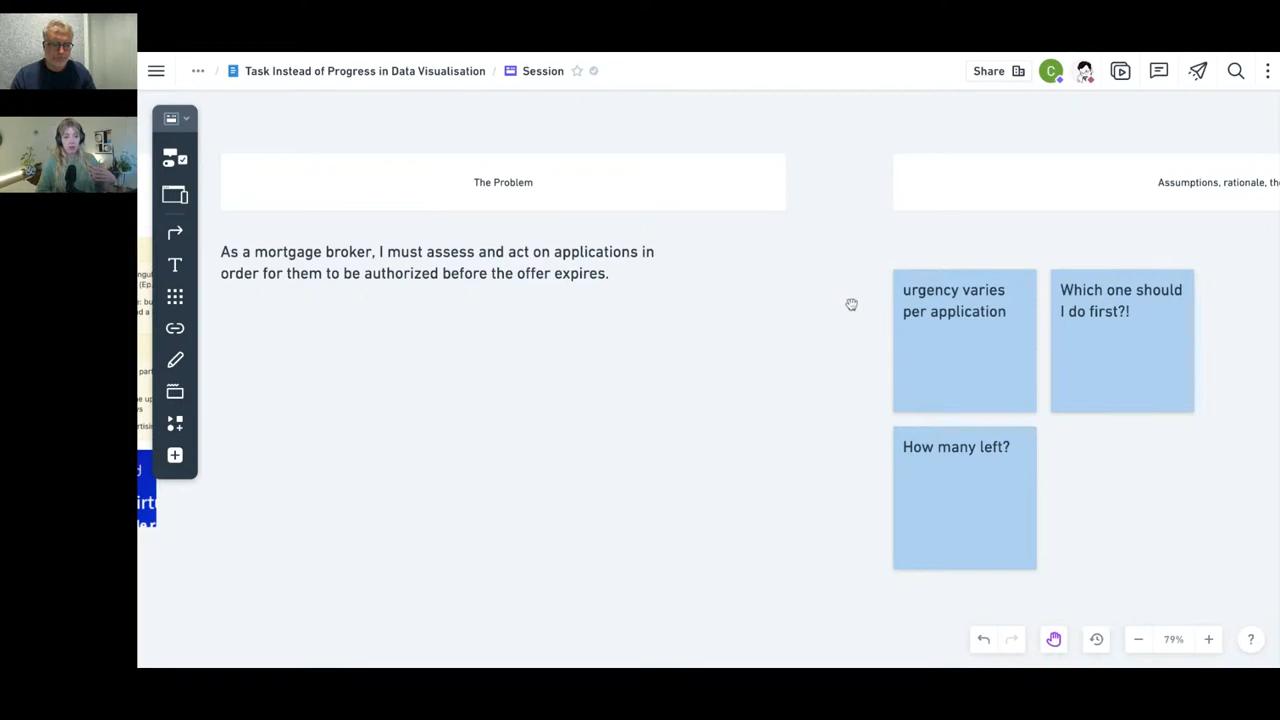 ... / Task Instead of Progress in Data Visualisation / Session
Share
C
The Problem
Assumptions, rationale,
As a mortgage broker, I must assess and act on applications in
order for them to be authorized before the offer expires.
urgency varies
per application
Which one should
I do first?!
How many left?
T
79%
?